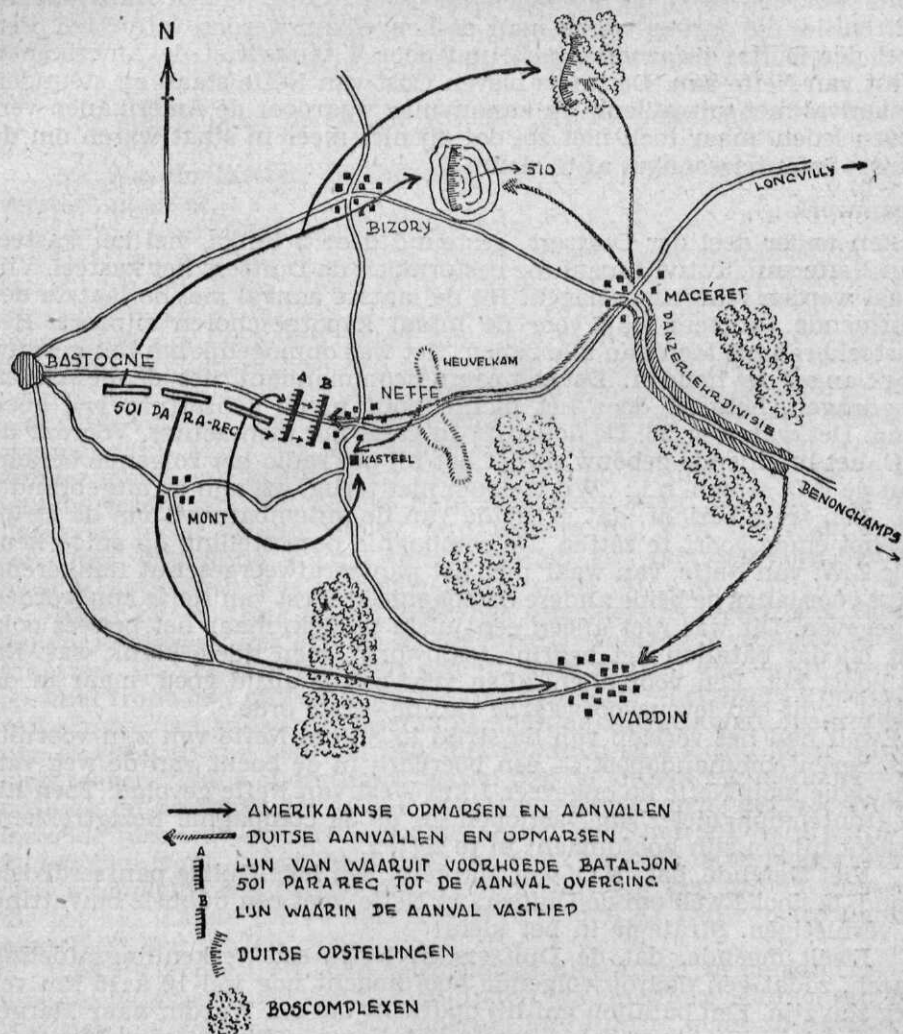 N
510
LONGVILLY
BIZORY
MAGÉRET
PANZERLEHRDIVISIE
HEUVELKAM
BASTOGNE
A
B
NEFFE
501 PARA-REG
KASTEEL
MONT
BENONCHAMPS
WARDIN
AMERIKAANSE OPMARSEN EN AANVALLEN
DUITSE AANVALLEN EN OPMARSEN
A
LIJN VAN WAARUIT VOORHOEDE BATALJON
501 PARAREG TOT DE AANVAL OVERGING
B
LIJN WAARIN DE AANVAL VASTLIEP
DUITSE OPSTELLINGEN
BOSCOMPLEXEN